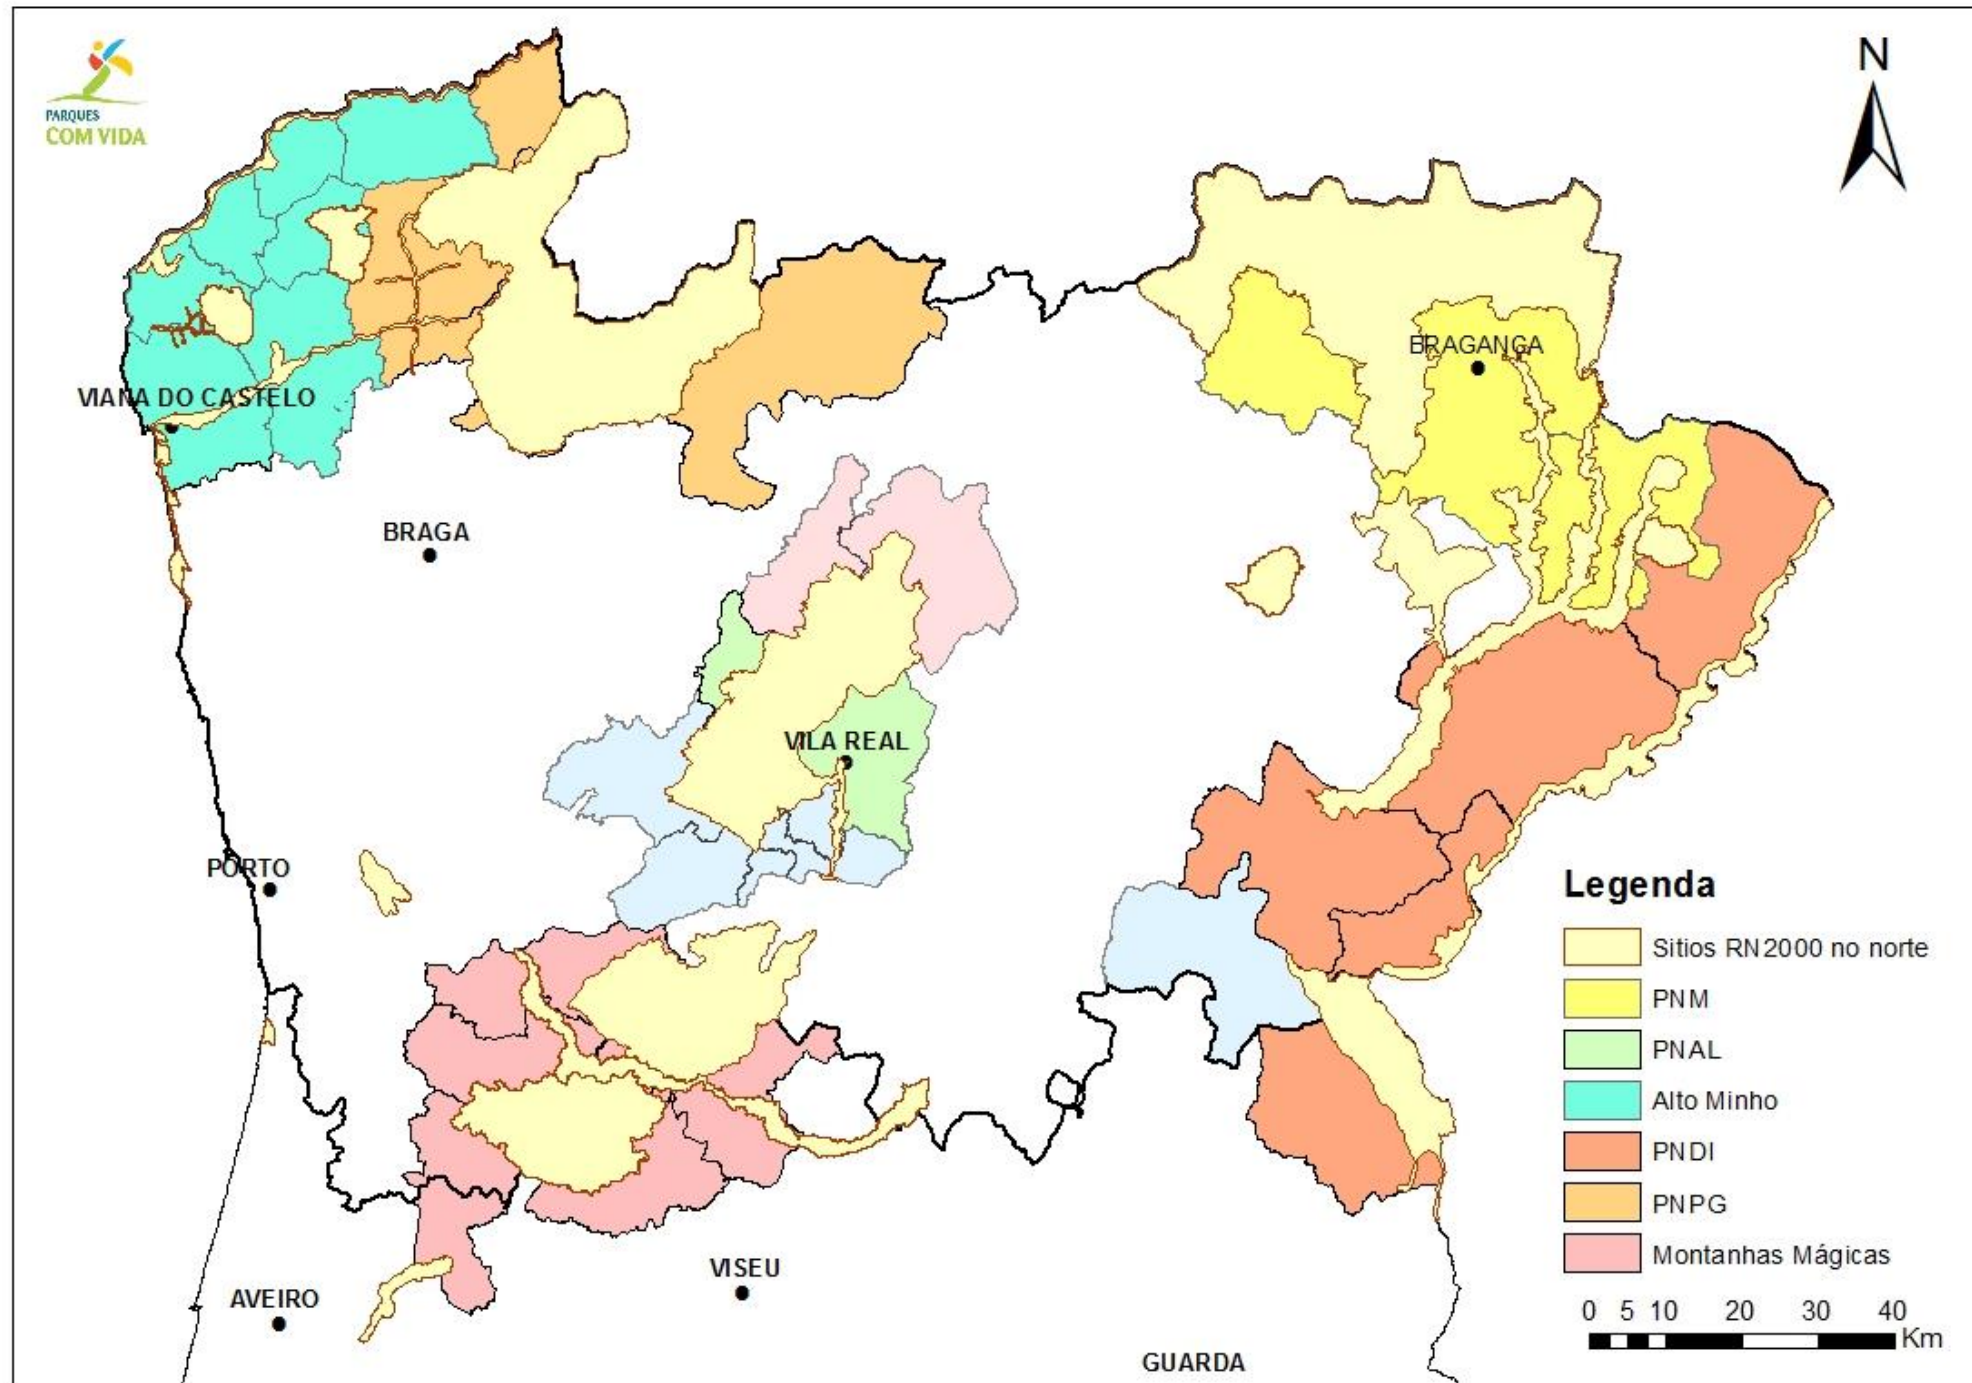 PARQUES
COM VIDA
N
BRAGANÇA
VIANA DO CASTELO
BRAGA
VILA REAL
PORTO
VISEU
AVEIRO
GUARDA
Legenda
Sitios RN2000 no norte
PNM
PNAL
Alto Minho
PNDI
PNPG
Montanhas Mágicas
0 5 10 20 30 40
Km